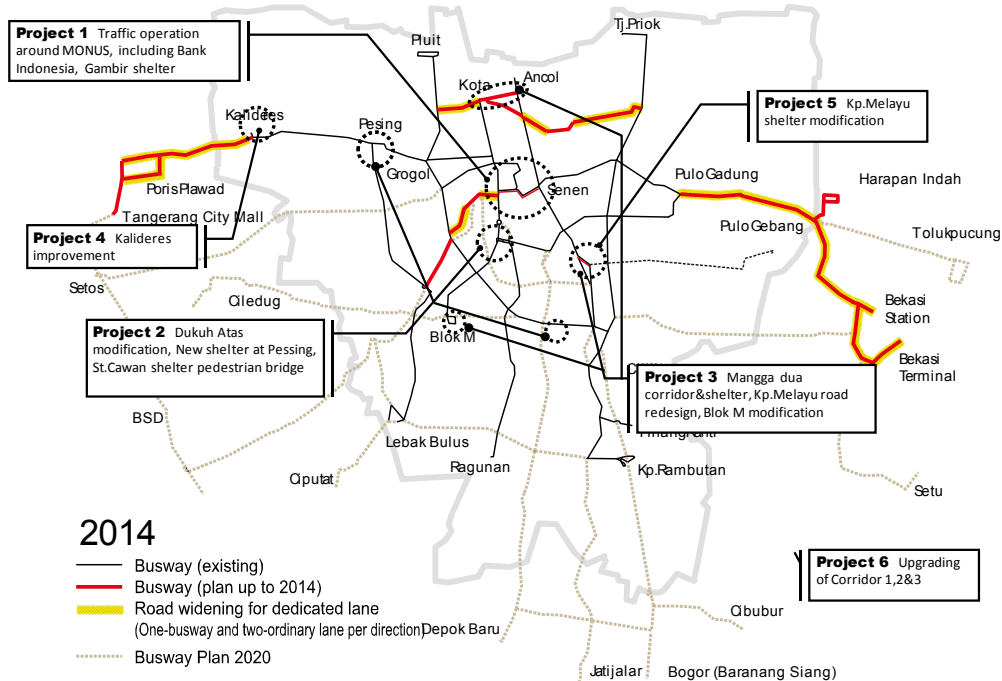 Project 1 Traffic operation
around MONUS, including Bank
Indonesia, Gambir shelter
Pluit
Tj.Priok
Kota
Ancol
Project 5 Kp.Melayu
shelter modification
Kalideres
Pesing
Grogol
Senen
Pulo Gadung
Harapan Indah
PorisPlawad
Tangerang City Mall
Pulo Gebang
Tolukpucung
Project 4 Kalideres
improvement
Setos
Ciledug
Bekasi
Station
Project 2 Dukuh Atas
modification, New shelter at Pessing,
St.Cawan shelter pedestrian bridge
Blok M
Bekasi
Terminal
Project 3 Mangga dua
corridor&shelter, Kp.Melayu road
redesign, Blok M modification
BSD
Lebak Bulus
Ciputat
Ragunan
Kp.Rambutan
Setu
2014
Busway (existing)
Busway (plan up to 2014)
Road widening for dedicated lane
(One-busway and two-ordinary lane per direction)
Busway Plan 2020
Project 6 Upgrading
of Corridor 1,2&3
Cibubur
Depok Baru
Jatijalar
Bogor (Baranang Siang)